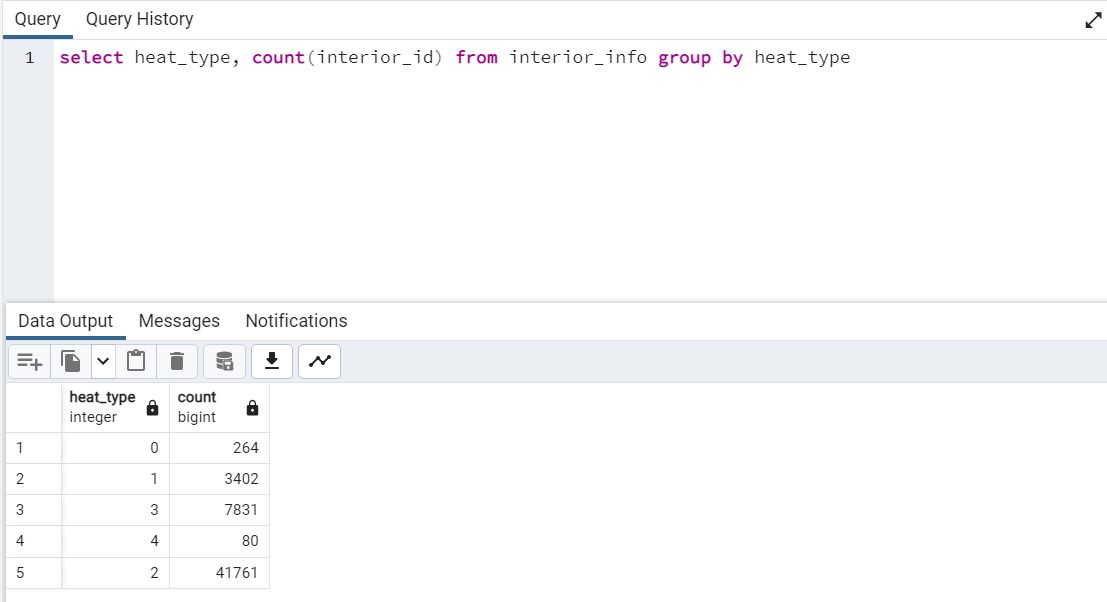 Query Query History
1 select heat_type, count(interior_id) from interior_info group by heat_type
Data Output Messages Notifications
heat_type count
integer bigint
1 0 264
2 1 3402
3 3 7831
4 4 80
5 2 41761